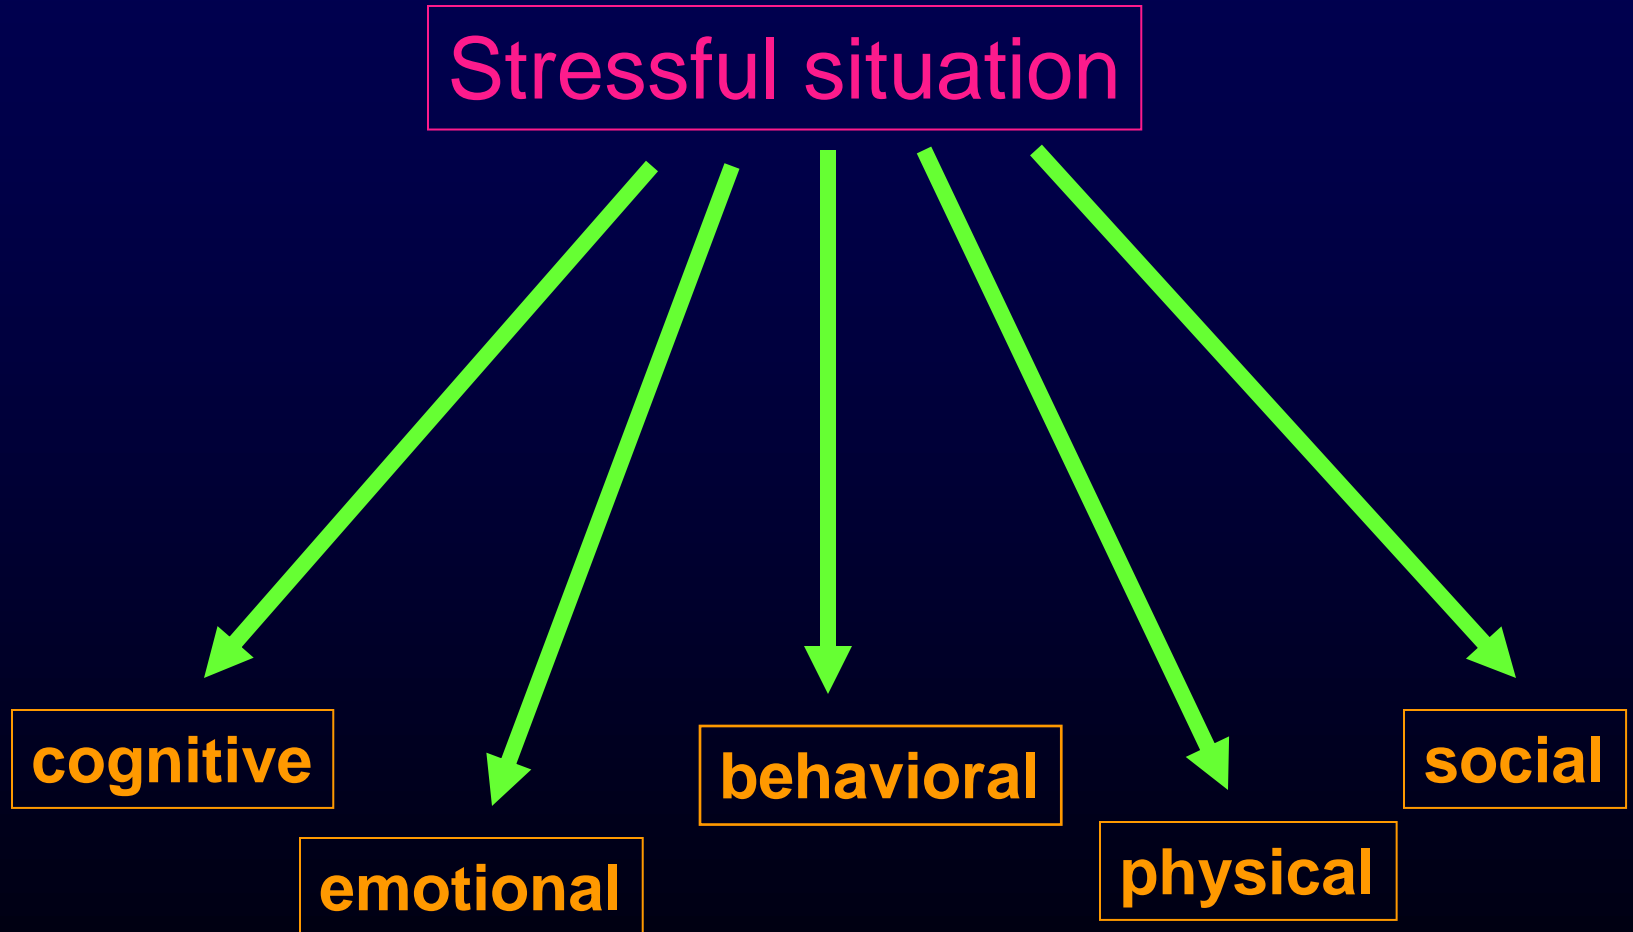 Stressful situation
cognitive
emotional
behavioral
physical
social